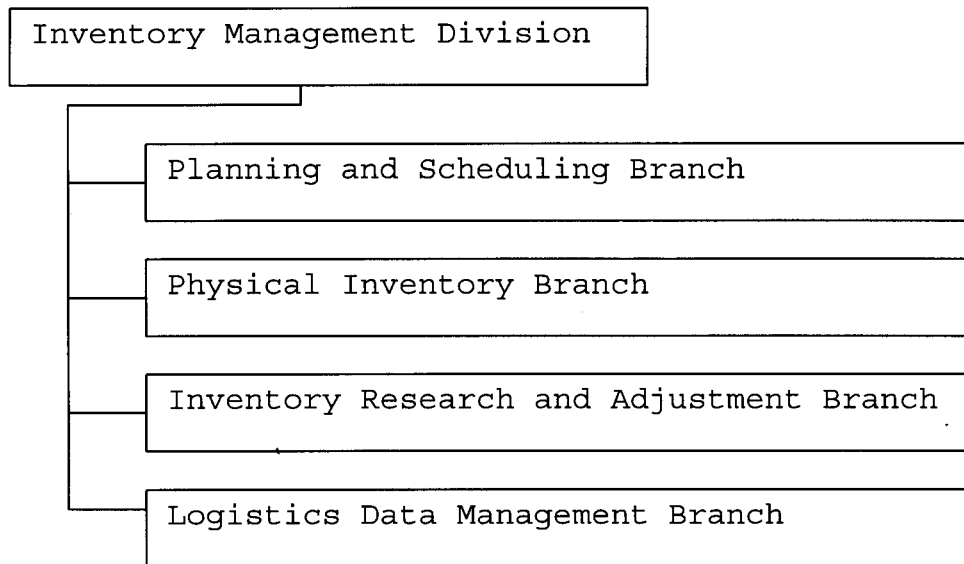 Inventory Management Division
Planning and Scheduling Branch
Physical Inventory Branch
Inventory Research and Adjustment Branch
Logistics Data Management Branch